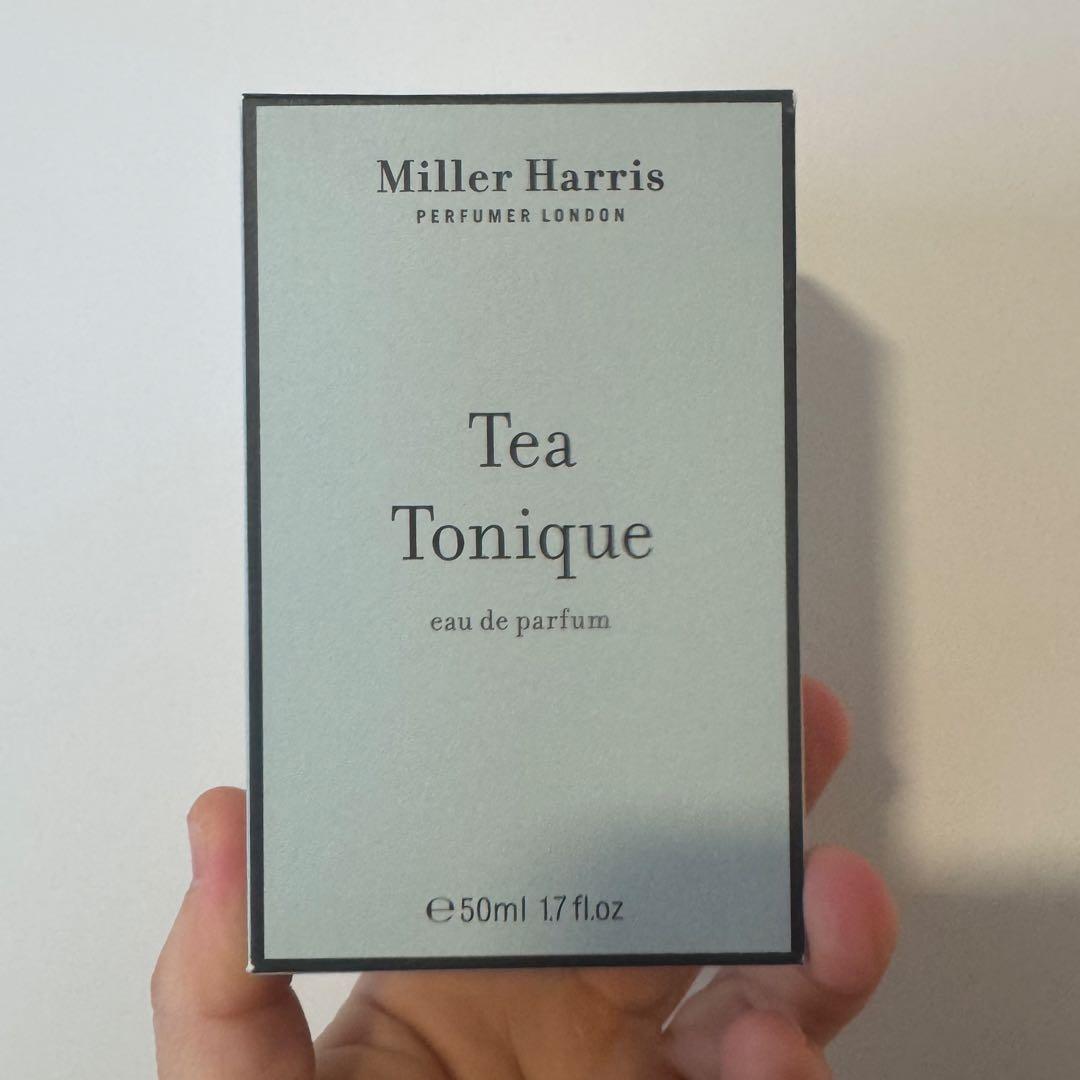 Miller Harris
PERFUMER LONDON
Tea
Tonique
eau de parfum
℮50ml 1.7 fl.oz